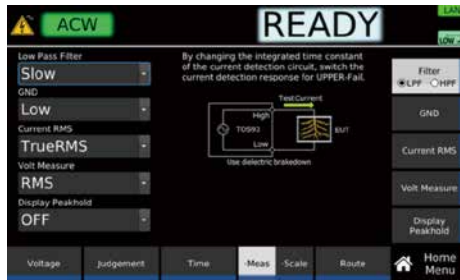 ACW
READY
LAN
LOW
Low Pass Filter
Slow
GND
Low
Current RMS
TrueRMS
Volt Measure
RMS
Display Peakhold
OFF
By changing the integrated time constant
of the current detection circuit, switch the
current detection response for UPPER-Fail.
TestCurrent
High
TOS93
EUT
Low
Use dielectric brakedown
Filter
LPF HPF
GND
Current RMS
Volt Measure
Display
Peakhold
Voltage
Judgement
Time
-Meas
-Scale
Route
Home
Menu